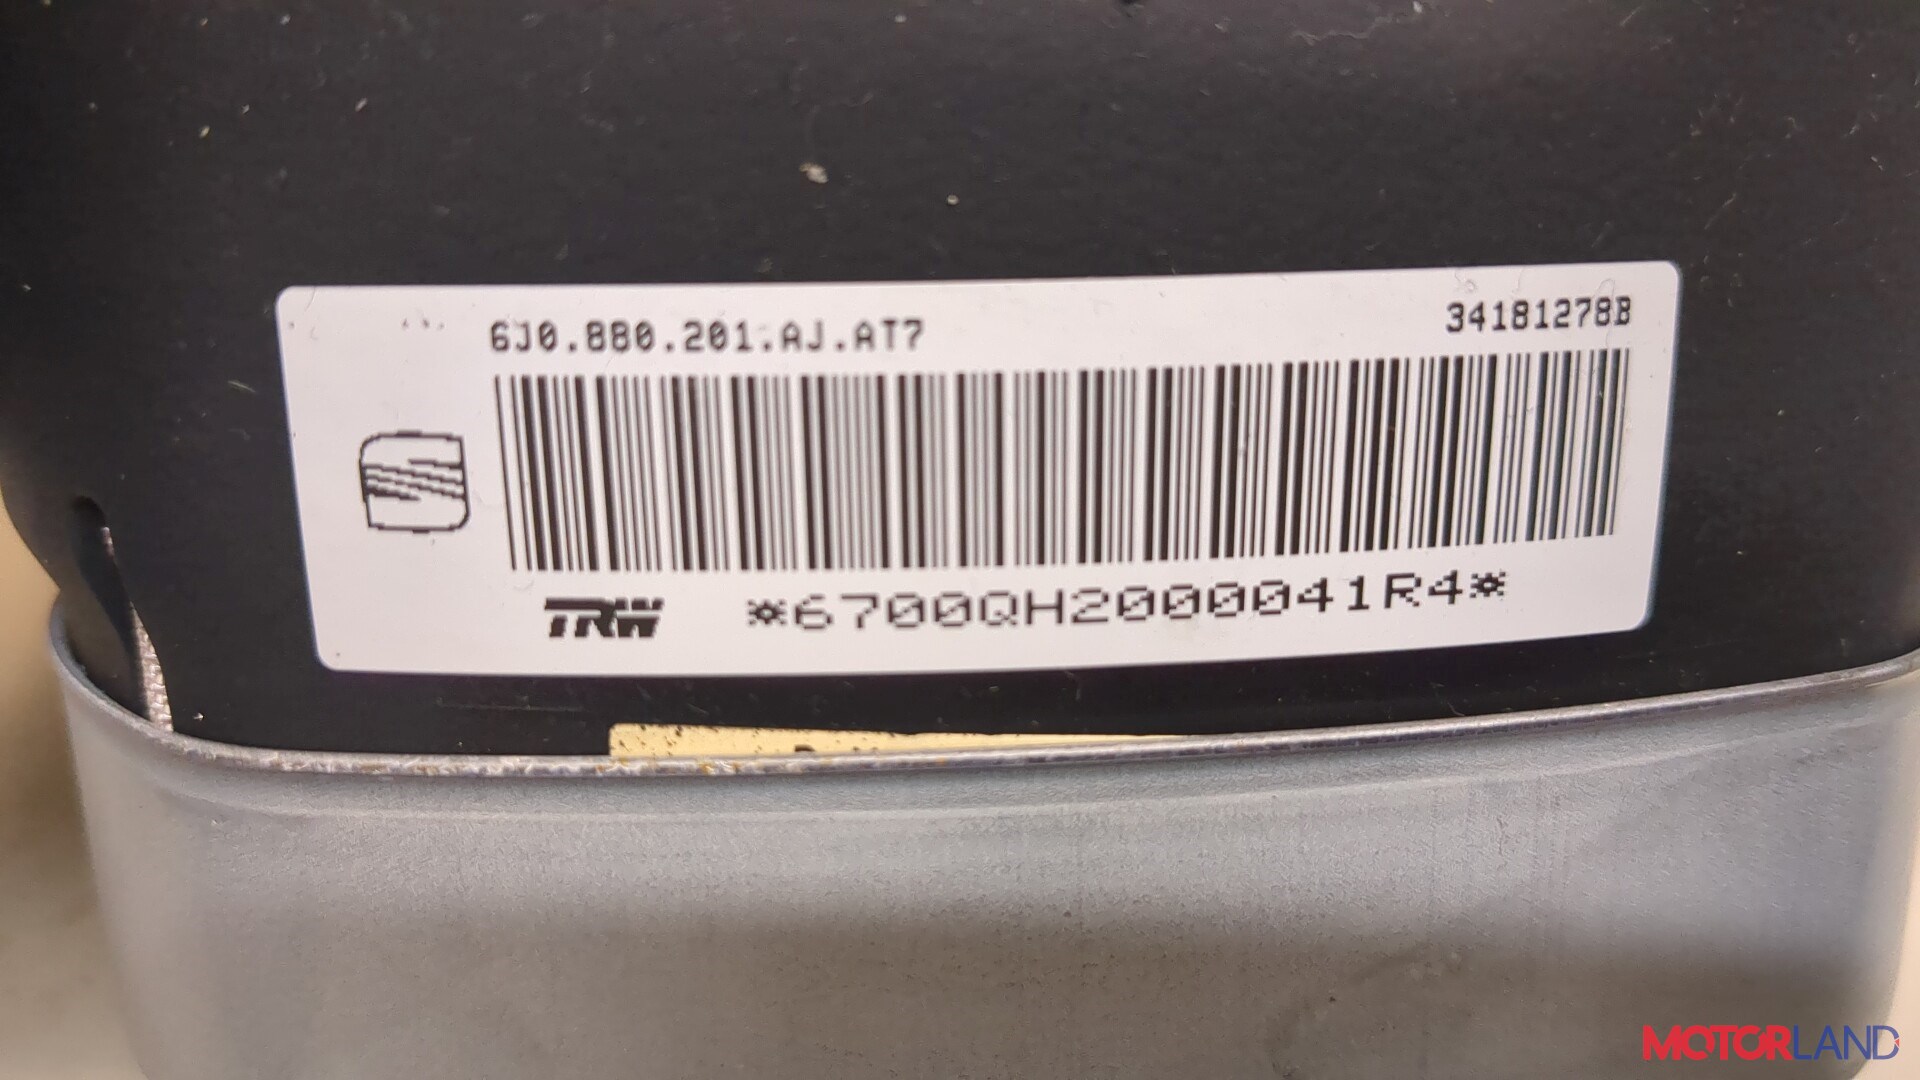 6J0.880.201.AJ.AT7
34181278B
TRW
*6700QH2000041R4*
MOTORLAND